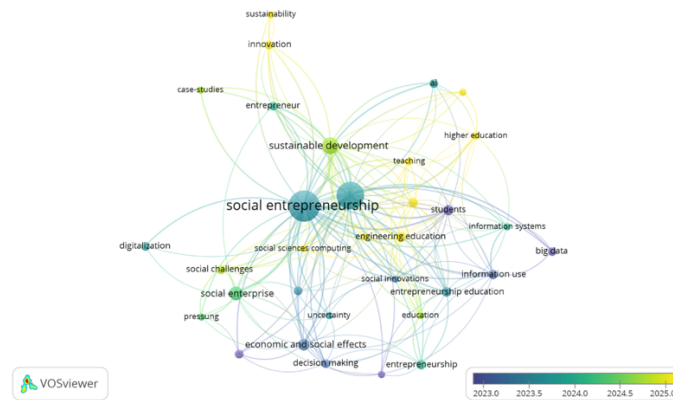 sustainability
innovation
case-studies
ai
entrepreneur
higher education
sustainable development
teaching
social entrepreneurship
students
information systems
engineering education
digitalization
social sciences computing
big data
social challenges
information use
social innovations
social enterprise
entrepreneurship education
pressung
uncertainty
education
economic and social effects
decision making
entrepreneurship
VOSviewer
2023.0 2023.5 2024.0 2024.5 2025.0